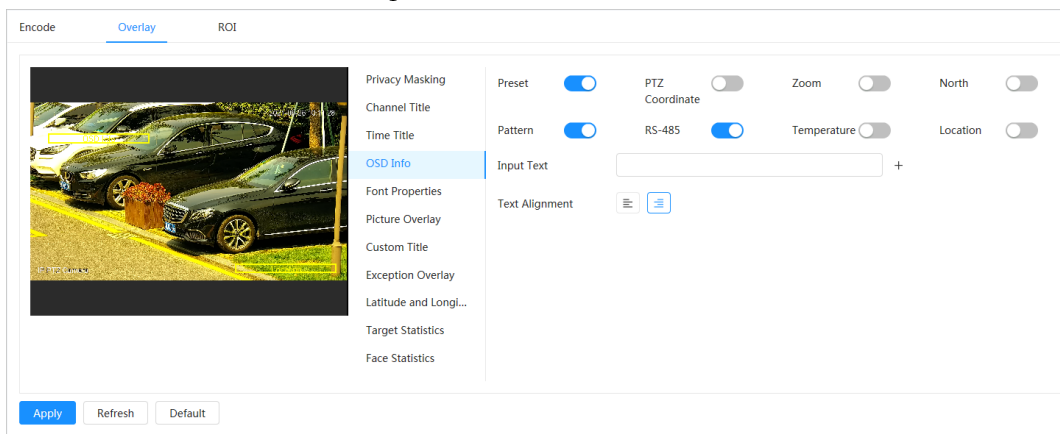 Encode Overlay ROI
Privacy Masking
Channel Title
Time Title
OSD Info
Font Properties
Picture Overlay
Custom Title
Exception Overlay
Latitude and Longi...
Target Statistics
Face Statistics
Preset PTZ Coordinate Zoom North
Pattern RS-485 Temperature Location
Input Text +
Text Alignment
Apply Refresh Default